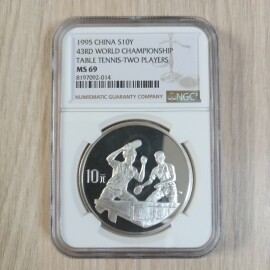 1995 CHINA S10Y
43RD WORLD CHAMPIONSHIP
TABLE TENNIS-TWO PLAYERS
MS 69
8197092-014
NUMISMATIC GUARANTY COMPANY
NGC
10元